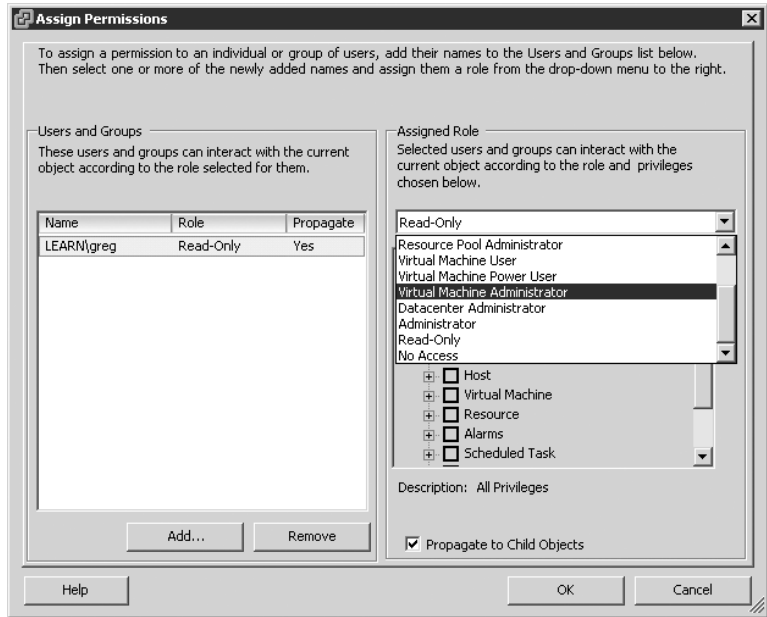 Assign Permissions
To assign a permission to an individual or group of users, add their names to the Users and Groups list below.
Then select one or more of the newly added names and assign them a role from the drop-down menu to the right.
Users and Groups
These users and groups can interact with the current
object according to the role selected for them.
Name Role Propagate
LEARN\greg Read-Only Yes
Add...
Remove
Assigned Role
Selected users and groups can interact with the
current object according to the role and privileges
chosen below.
Read-Only
Resource Pool Administrator
Virtual Machine User
Virtual Machine Power User
Virtual Machine Administrator
Datacenter Administrator
Administrator
Read-Only
No Access
Host
Virtual Machine
Resource
Alarms
Scheduled Task
Description: All Privileges
Propagate to Child Objects
Help
OK
Cancel